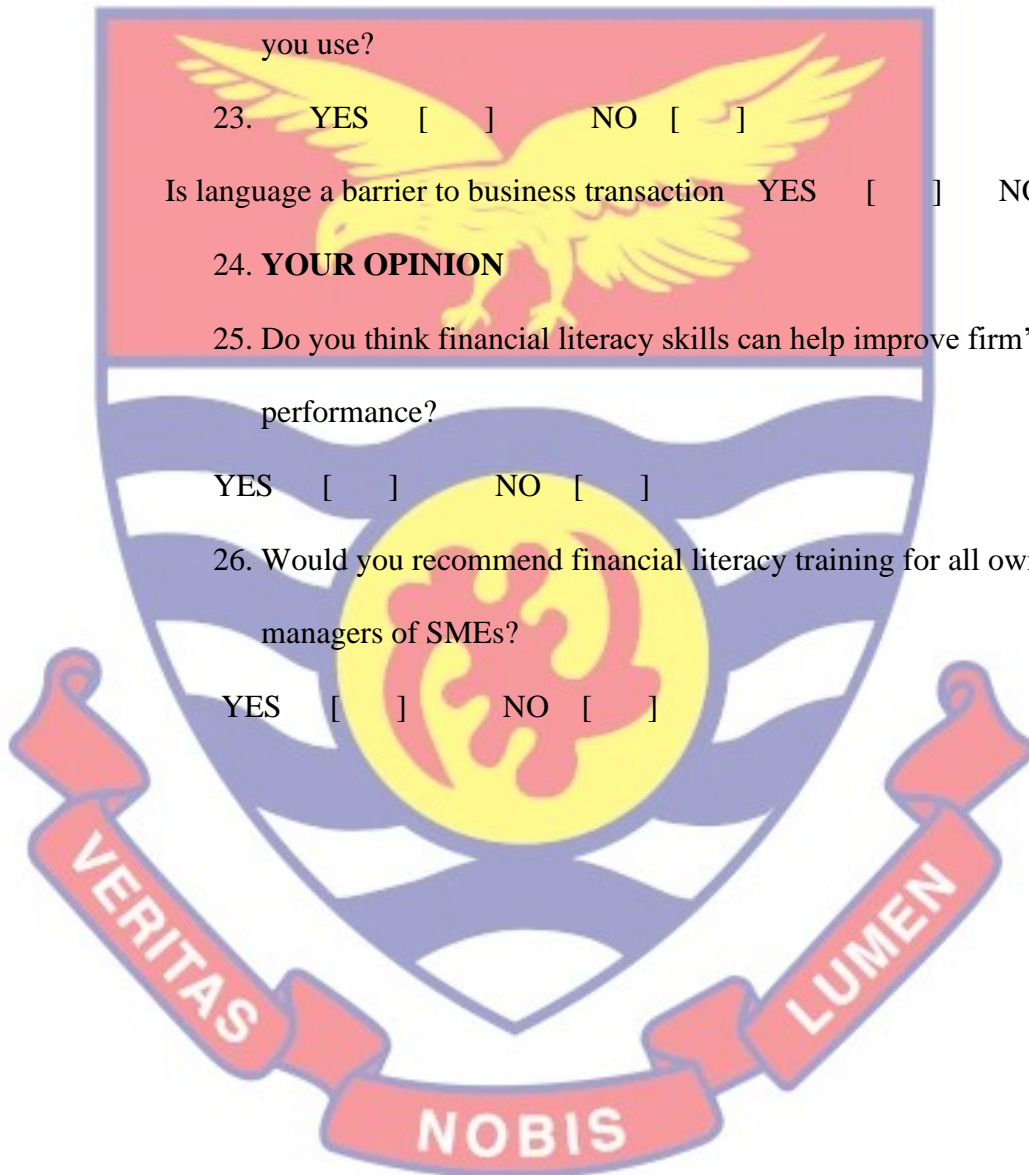 you use?
23. YES [ ] NO [ ]
Is language a barrier to business transaction YES [ ] NO
24. YOUR OPINION
25. Do you think financial literacy skills can help improve firm’
performance?
YES [ ] NO [ ]
26. Would you recommend financial literacy training for all
managers of SMEs?
YES [ ] NO [ ]
VERITAS
NOBIS
LUMEN